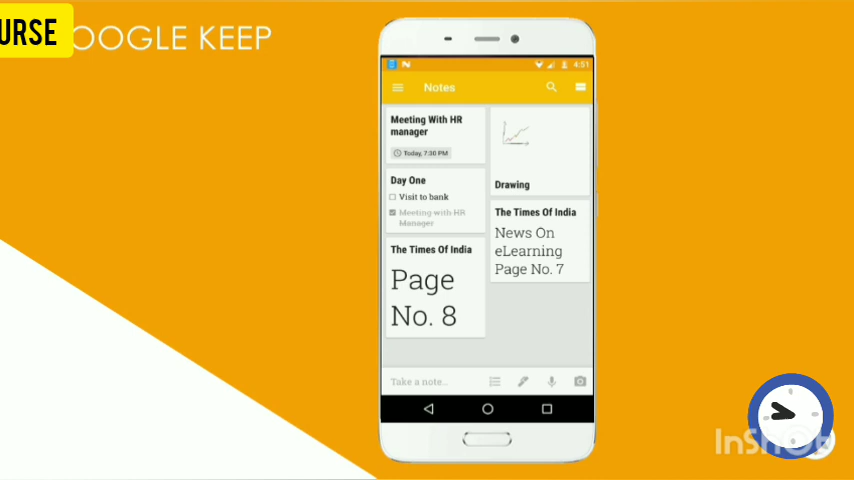 URSE
OOGLE KEEP
4:51
Notes
Meeting With HR
manager
Today, 7:30 PM
Drawing
Day One
Visit to bank
Meeting with HR
Manager
The Times Of India
News On
eLearning
Page No. 7
The Times Of India
Page
No. 8
Take a note...
InShOt